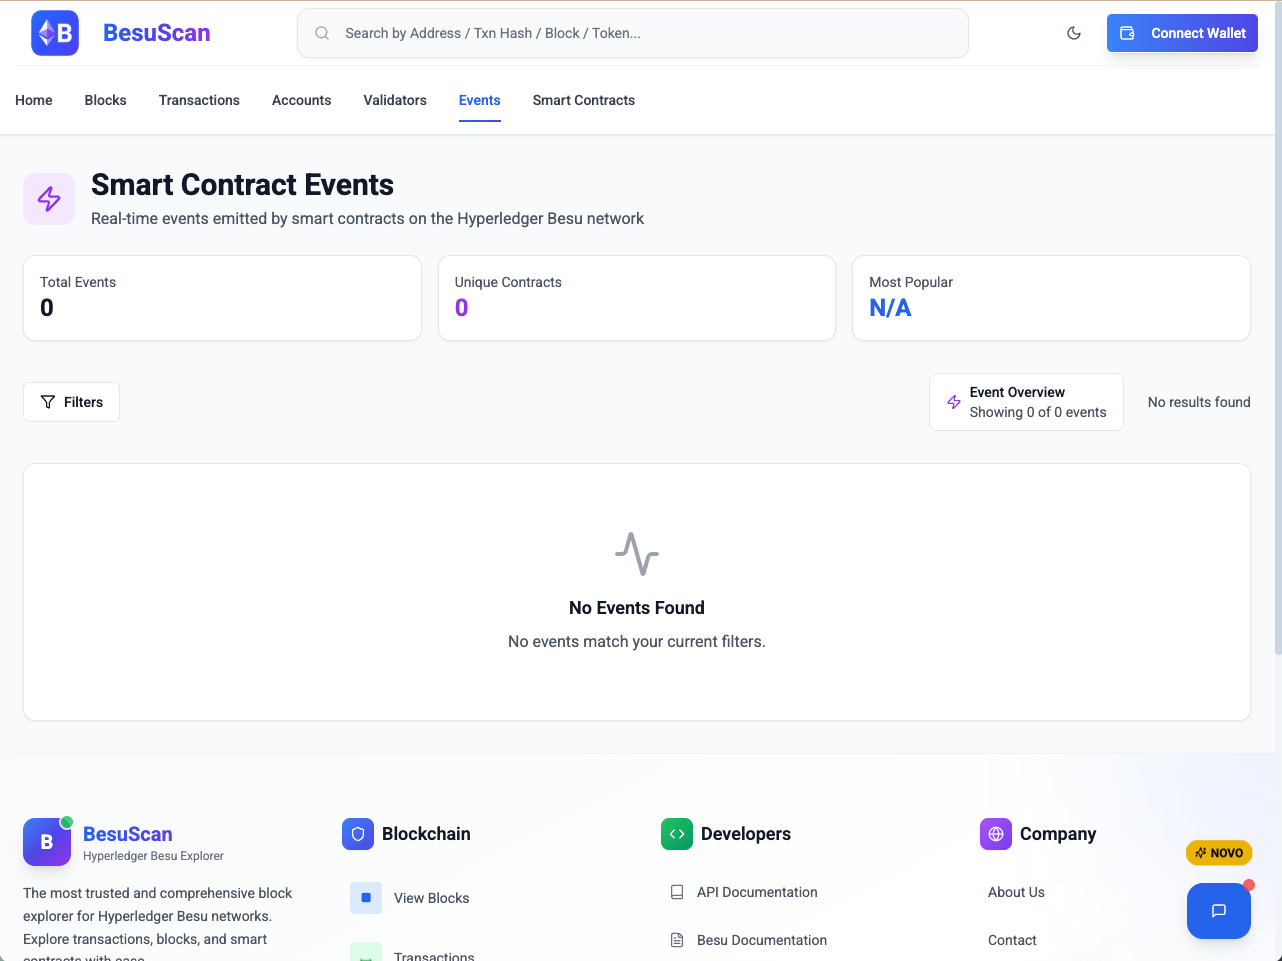 B
BesuScan
Search by Address / Txn Hash / Block / Token...
Connect Wallet
Home
Blocks
Transactions
Accounts
Validators
Events
Smart Contracts
Smart Contract Events
Real-time events emitted by smart contracts on the Hyperledger Besu network
Total Events
0
Unique Contracts
0
Most Popular
N/A
Filters
Event Overview
Showing 0 of 0 events
No results found
No Events Found
No events match your current filters.
B
BesuScan
Hyperledger Besu Explorer
The most trusted and comprehensive block
explorer for Hyperledger Besu networks.
Explore transactions, blocks, and smart
contracts with ease
Blockchain
View Blocks
Transactions
Developers
API Documentation
Besu Documentation
Company
About Us
Contact
NOVO